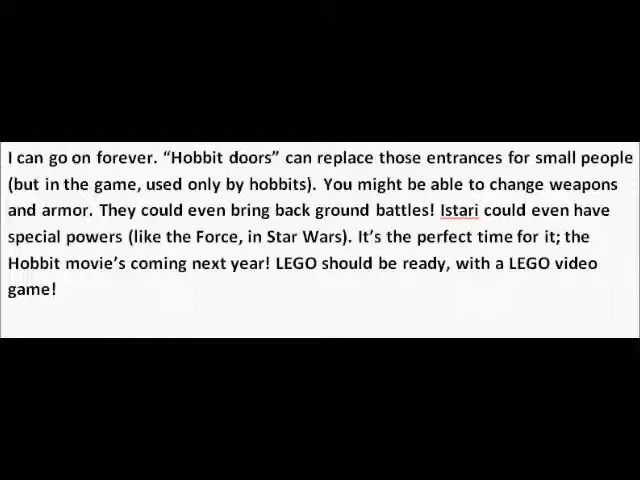 I can go on forever. “Hobbit doors” can replace those entrances for small people
(but in the game, used only by hobbits). You might be able to change weapons
and armor. They could even bring back ground battles! Istari could even have
special powers (like the Force, in Star Wars). It’s the perfect time for it; the
Hobbit movie’s coming next year! LEGO should be ready, with a LEGO video
game!